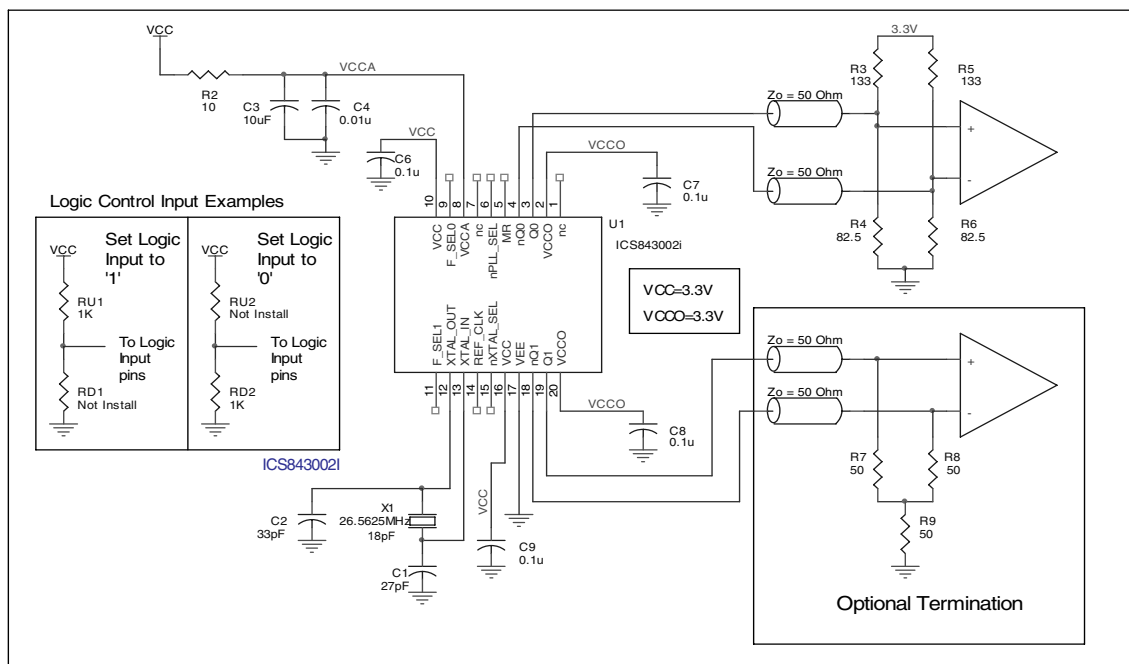 VCC
R2
10
VCCA
C3
10uF
C4
0.01u
VCC
C6
0.1u
VCCO
C7
0.1u
3.3V
R3
133
R5
133
Zo = 50 Ohm
Zo = 50 Ohm
+
-
R4
82.5
R6
82.5
10
9
8
7
6
5
4
3
2
1
VCC
F_SEL0
VCCA
nc
nPLL_SEL
MR
nQ0
Q0
VCCO
nc
U1
ICS843002i
F_SEL1
XTAL_OUT
XTAL_IN
REF_CLK
nXTAL_SEL
VCC
VEE
nQ1
Q1
VCCO
11
12
13
14
15
16
17
18
19
20
VCC=3.3V
VCCO=3.3V
Logic Control Input Examples
Set Logic
Input to
'1'
VCC
RU1
1K
To Logic
Input
pins
RD1
Not Install
Set Logic
Input to
'0'
VCC
RU2
Not Install
To Logic
Input
pins
RD2
1K
ICS843002I
VCCO
C8
0.1u
C2
33pF
X1
26.5625MHz
18pF
C1
27pF
VCC
C9
0.1u
Zo = 50 Ohm
Zo = 50 Ohm
+
-
R7
50
R8
50
R9
50
Optional Termination